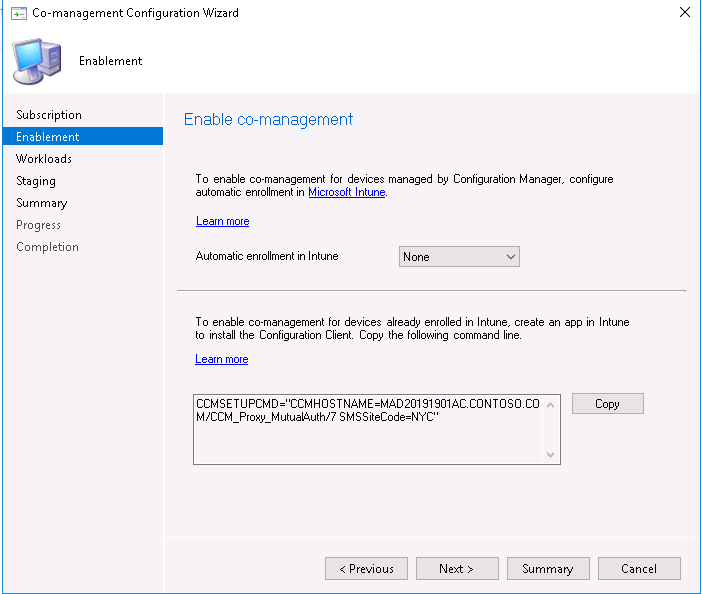 Co-management Configuration Wizard
Enablement
Subscription
Enablement
Workloads
Staging
Summary
Progress
Completion
Enable co-management
To enable co-management for devices managed by Configuration Manager, configure
automatic enrollment in Microsoft Intune.
Learn more
Automatic enrollment in Intune
None
To enable co-management for devices already enrolled in Intune, create an app in Intune
to install the Configuration Client. Copy the following command line.
Learn more
CCMSETUPCMD="CCMHOSTNAME=MAD20191901AC.CONTOSO.CO
M/CCM_Proxy_MutualAuth/7 SMSSiteCode=NYC"
Copy
< Previous
Next >
Summary
Cancel